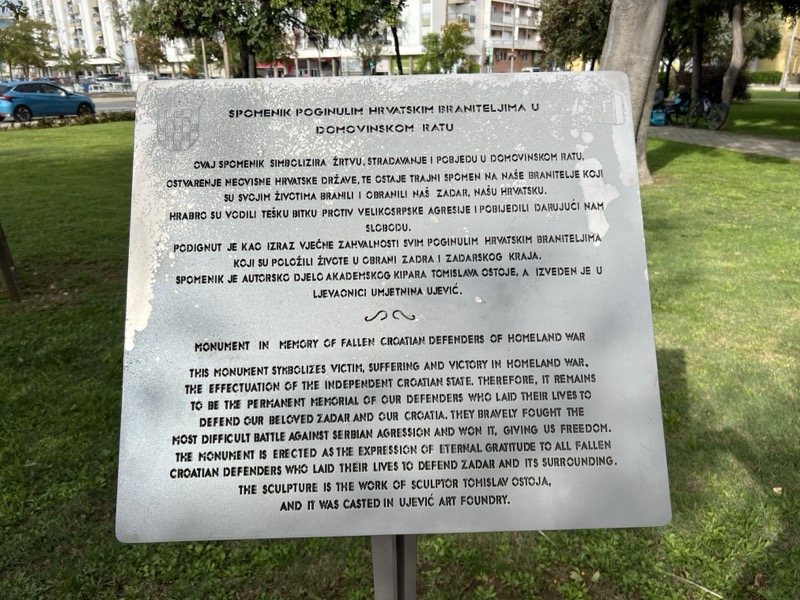 SPOMENIK POGINULIM HRVATSKIM BRANITELJIMA U
DOMOVINSKOM RATU
OVAJ SPOMENIK SIMBOLIZIRA ŽRTVU, STRADAVANJE I POBJEDU U DOMOVINSKOM RATU,
OSTVARENJE NEOVISNE HRVATSKE DRŽAVE, TE OSTAJE TRAJNI SPOMEN NA NAŠE BRANITELJE KOJI
SU SVOJIM ŽIVOTIMA BRANILI I OBRANILI NAŠ ZADAR, NAŠU HRVATSKU.
HRABRO SU VODILI TEŠKU BITKU PROTIV VELIKOSRPSKE AGRESIJE I POBIJEDILI DARUJUĆI NAM
SLOBODU.
PODIGNUT JE KAO IZRAZ VJEČNE ZAHVALNOSTI SVIM POGINULIM HRVATSKIM BRANITELJIMA
KOJI SU POLOŽILI ŽIVOTE U OBRANI ZADRA I ZADARSKOG KRAJA.
SPOMENIK JE AUTORSKO DJELO AKADEMSKOG KIPARA TOMISLAVA OSTOJE, A IZVEDEN JE U
LJEVAONICI UMJETNINA UJEVIĆ.
MONUMENT IN MEMORY OF FALLEN CROATIAN DEFENDERS OF HOMELAND WAR
THIS MONUMENT SYMBOLIZES VICTIM, SUFFERING AND VICTORY IN HOMELAND WAR,
THE EFFECTUATION OF THE INDEPENDENT CROATIAN STATE. THEREFORE, IT REMAINS
TO BE THE PERMANENT MEMORIAL OF OUR DEFENDERS WHO LAID THEIR LIVES TO
DEFEND OUR BELOVED ZADAR AND OUR CROATIA. THEY BRAVELY FOUGHT THE
MOST DIFFICULT BATTLE AGAINST SERBIAN AGRESSION AND WON IT, GIVING US FREEDOM.
THE MONUMENT IS ERECTED AS THE EXPRESSION OF ETERNAL GRATITUDE TO ALL FALLEN
CROATIAN DEFENDERS WHO LAID THEIR LIVES TO DEFEND ZADAR AND ITS SURROUNDING.
THE SCULPTURE IS THE WORK OF SCULPTOR TOMISLAV OSTOJA,
AND IT WAS CASTED IN UJEVIĆ ART FOUNDRY.